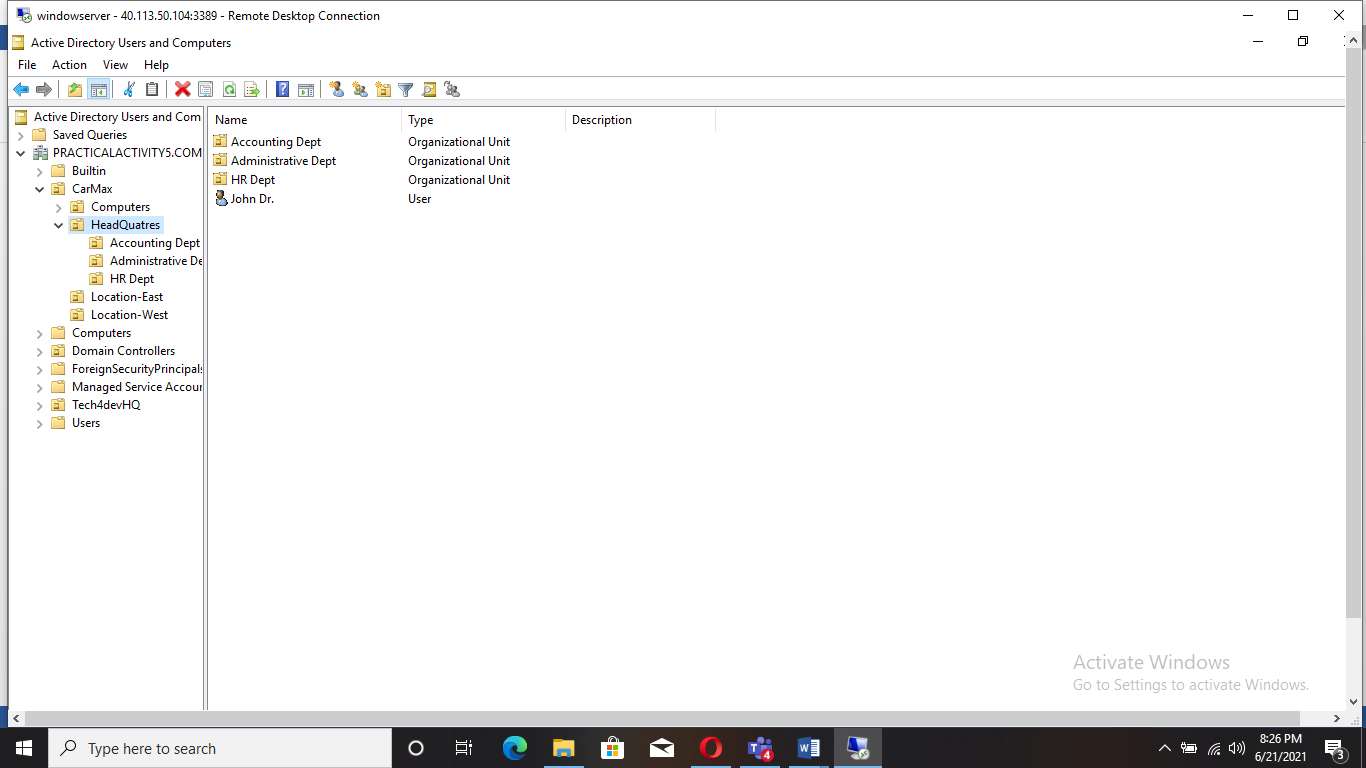 windowserver - 40.113.50.104:3389 - Remote Desktop Connection
Active Directory Users and Computers
File Action View Help
Active Directory Users and Com
Saved Queries
PRACTICALACTIVITY5.COM
Builtin
CarMax
Computers
HeadQuatres
Accounting Dept
Administrative De
HR Dept
Location-East
Location-West
Computers
Domain Controllers
ForeignSecurityPrincipals
Managed Service Accour
Tech4devHQ
Users
Name Type Description
Accounting Dept Organizational Unit
Administrative Dept Organizational Unit
HR Dept Organizational Unit
John Dr. User
Activate Windows
Go to Settings to activate Windows.
Type here to search
4
8:26 PM
6/21/2021
3